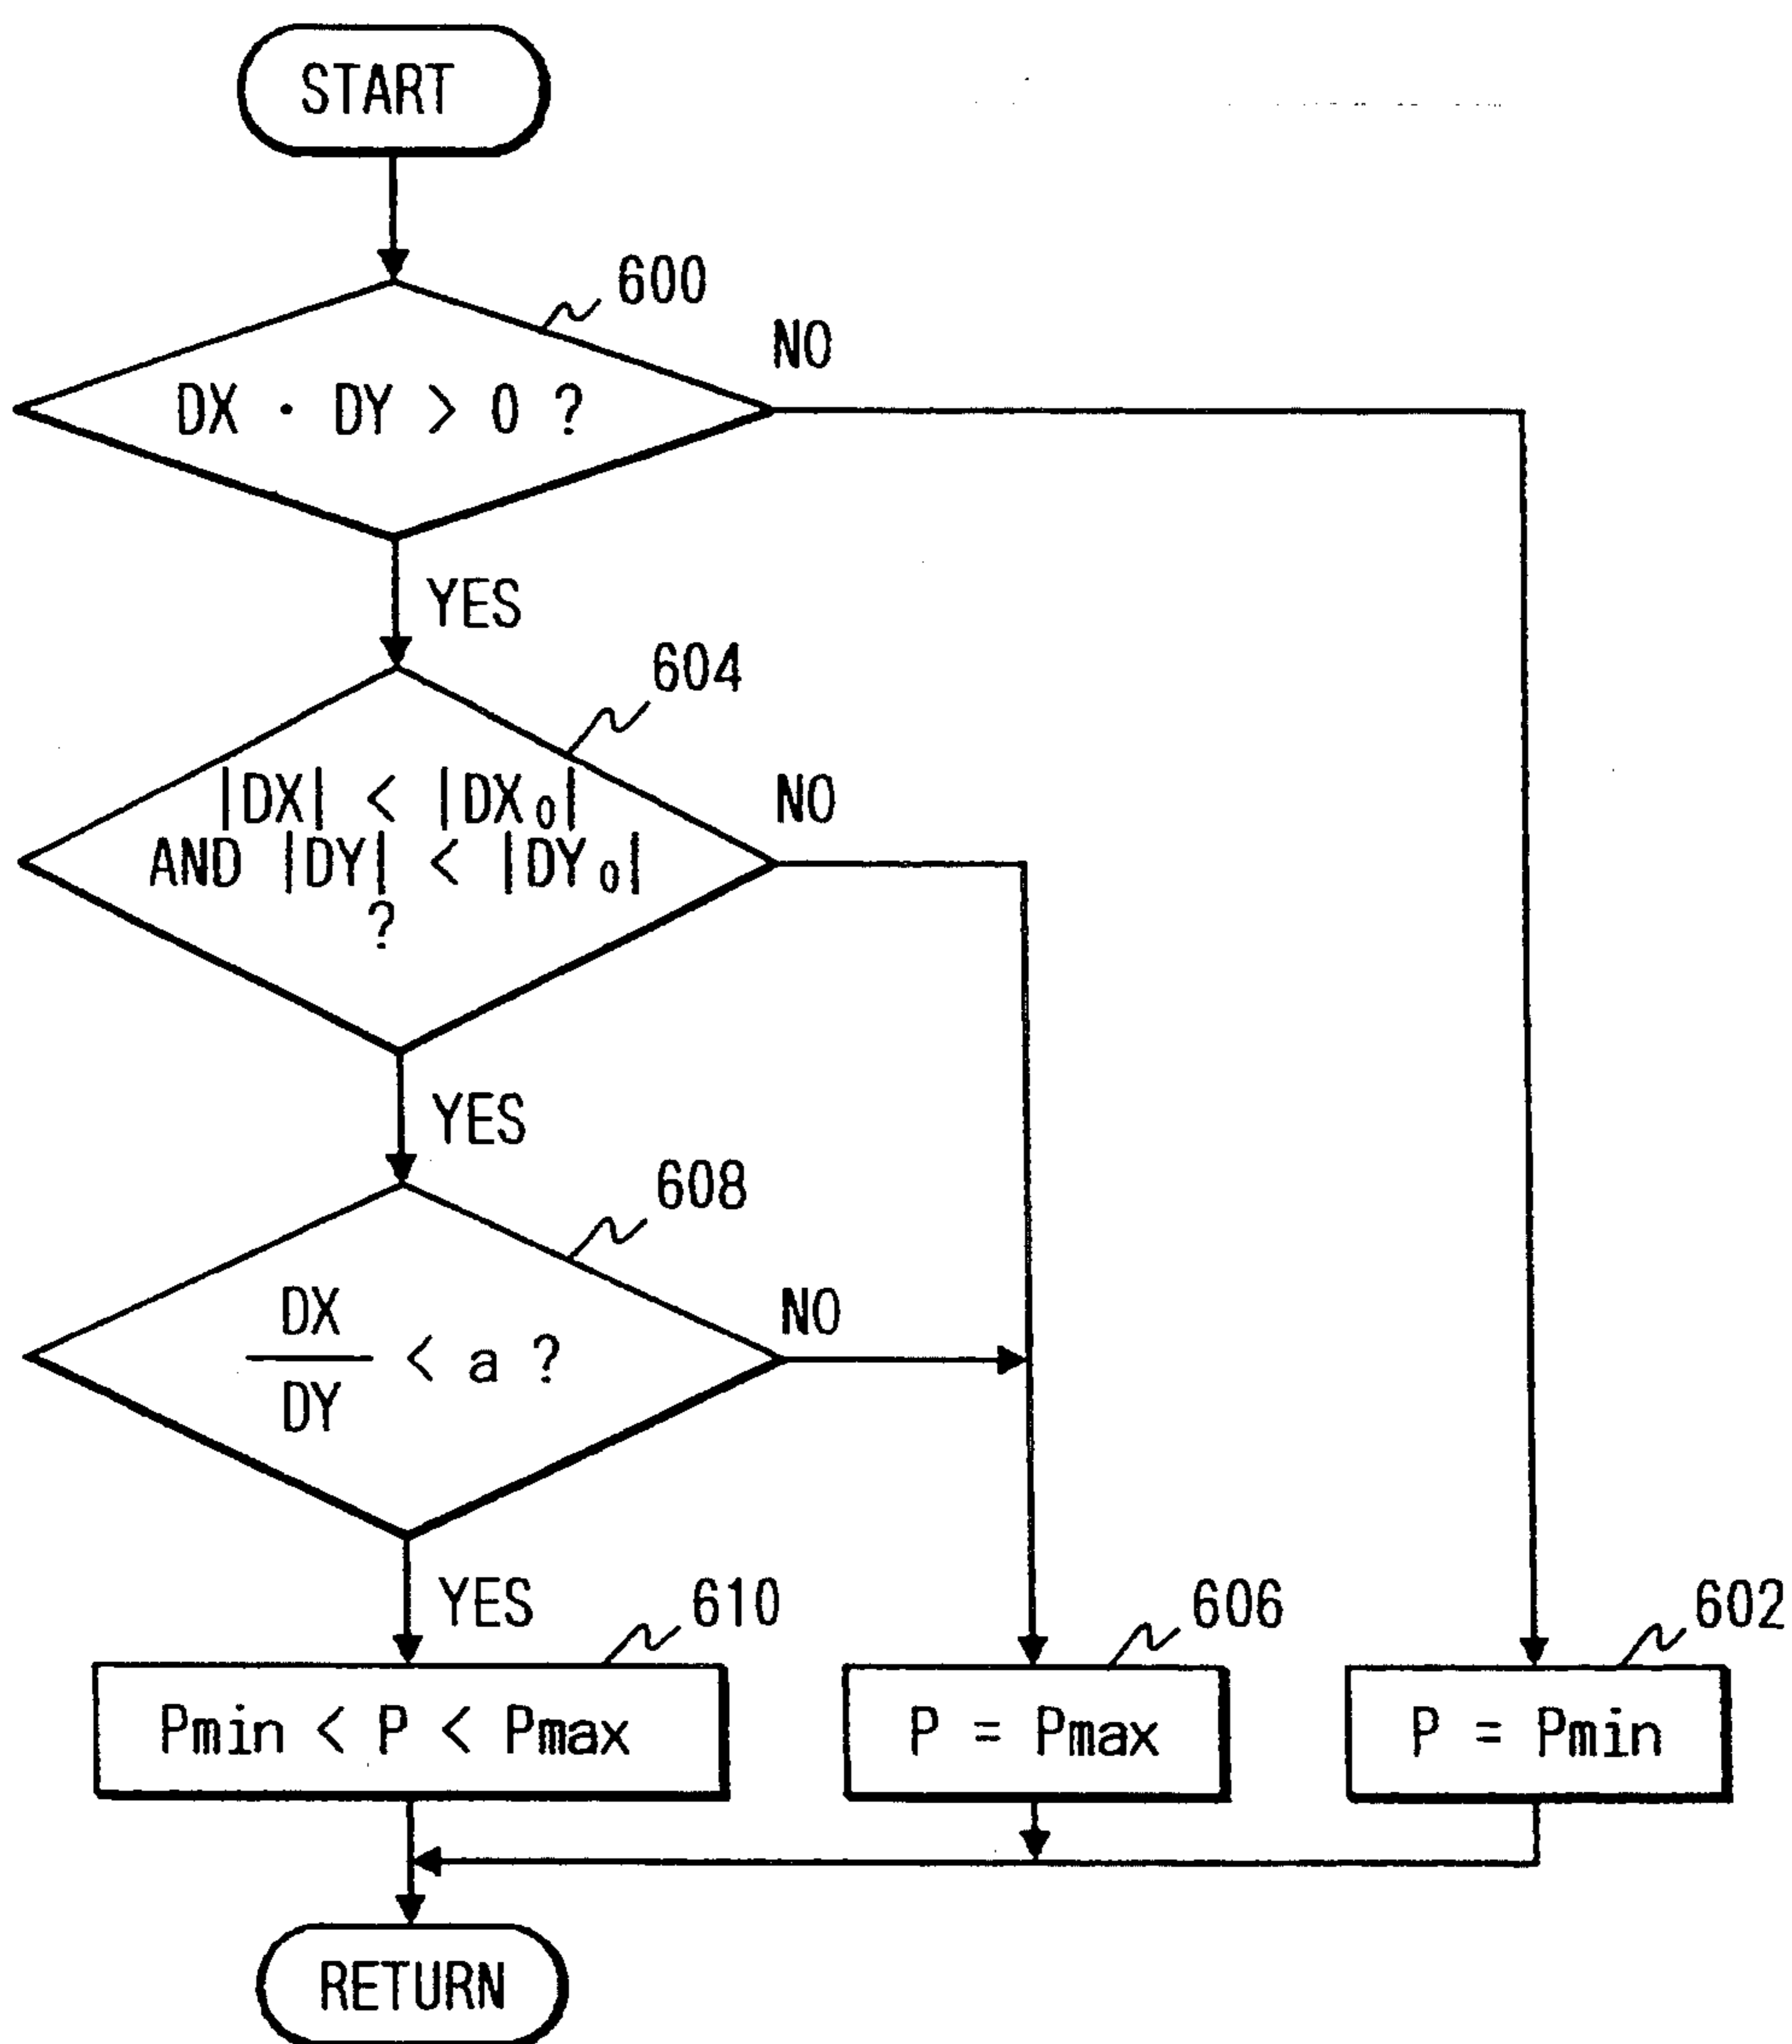 START
600
NO
DX · DY > 0 ?
YES
604
|DX| < |DX₀|
NO
AND |DY| < |DY₀|
?
YES
608
DX
NO
< a ?
DY
YES
610
606
602
Pmin < P < Pmax
P = Pmax
P = Pmin
RETURN